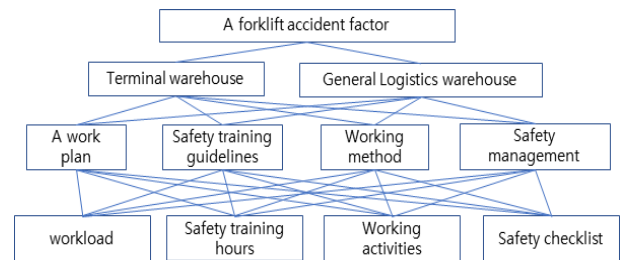 A forklift accident factor
Terminal warehouse
General Logistics warehouse
A work
plan
Safety training
guidelines
Working
method
Safety
management
workload
Safety training
hours
Working
activities
Safety checklist